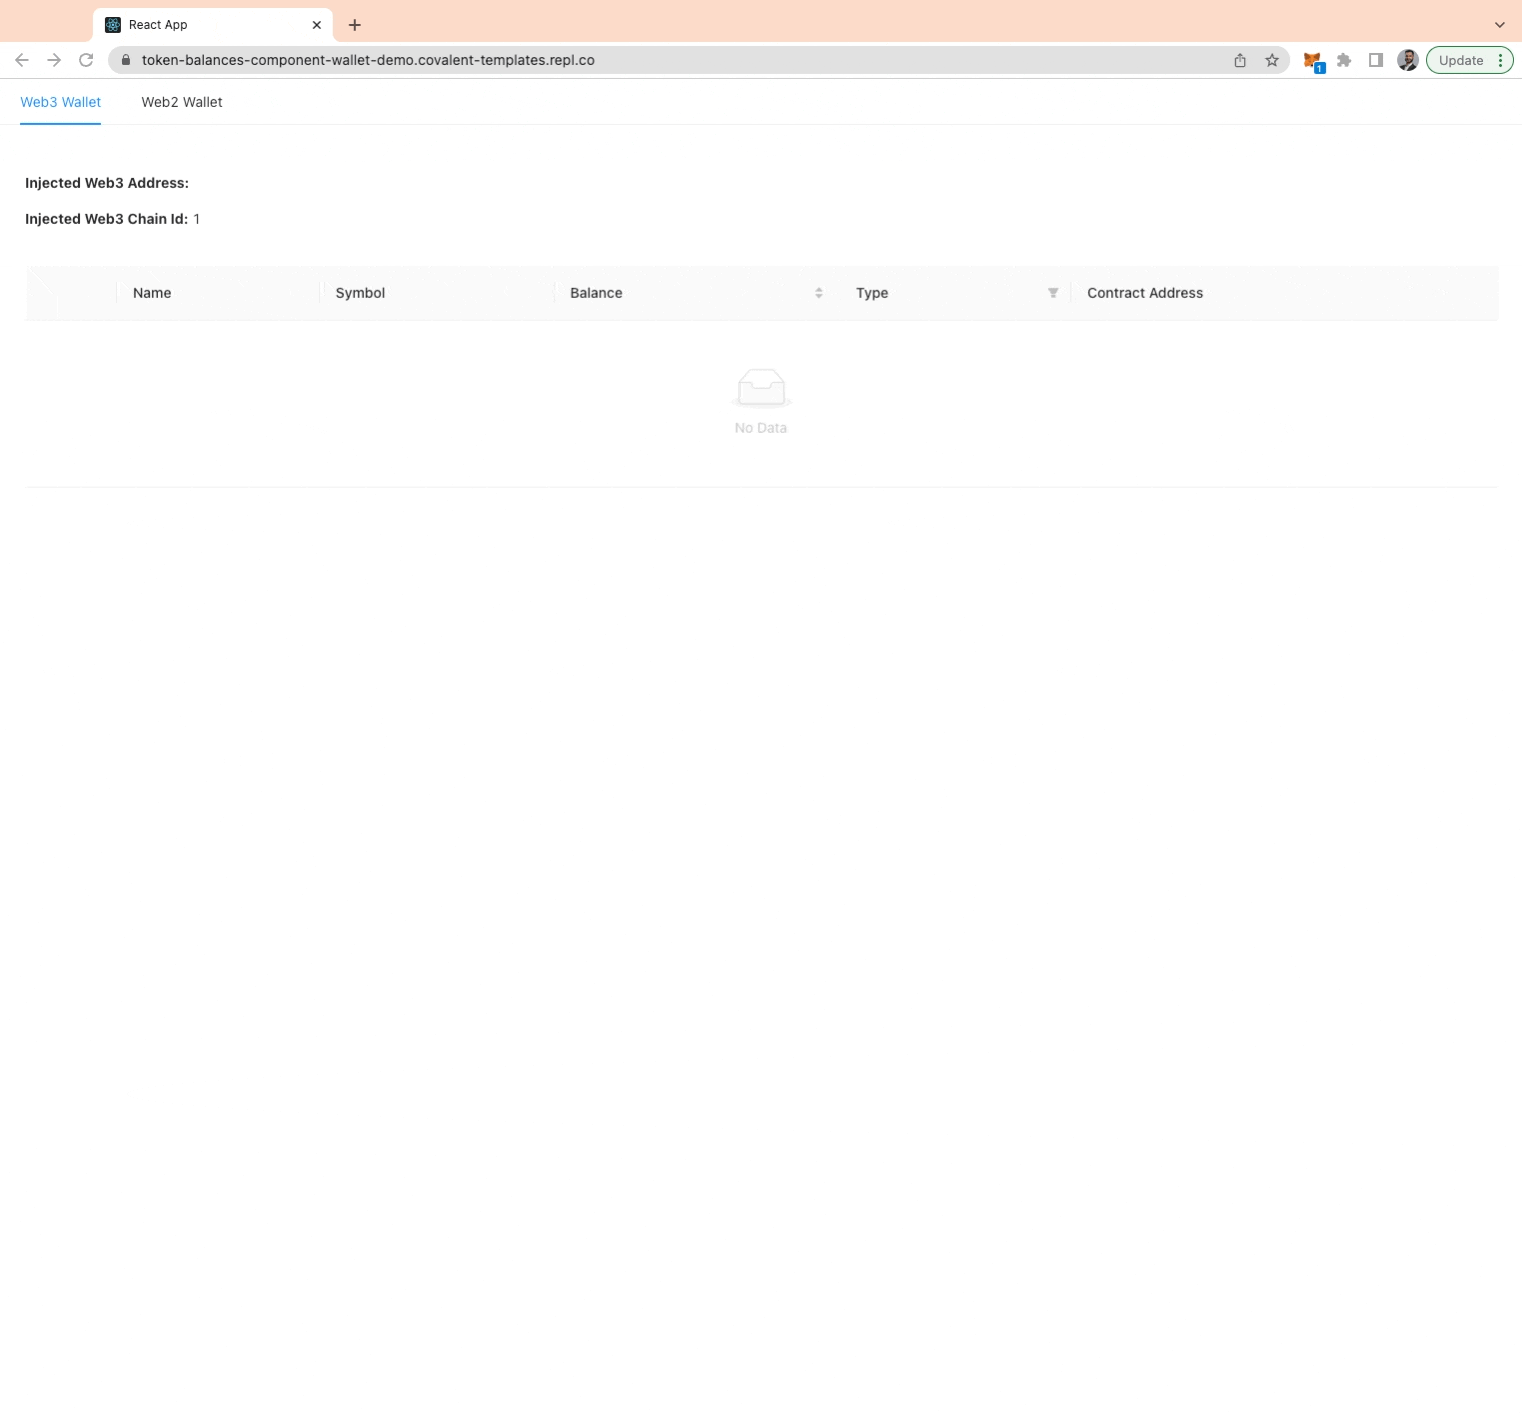 React App
token-balances-component-wallet-demo.covalent-templates.repl.co
1
Update
Web3 Wallet
Web2 Wallet
Injected Web3 Address:
Injected Web3 Chain Id: 1
Name Symbol Balance Type Contract Address
No Data